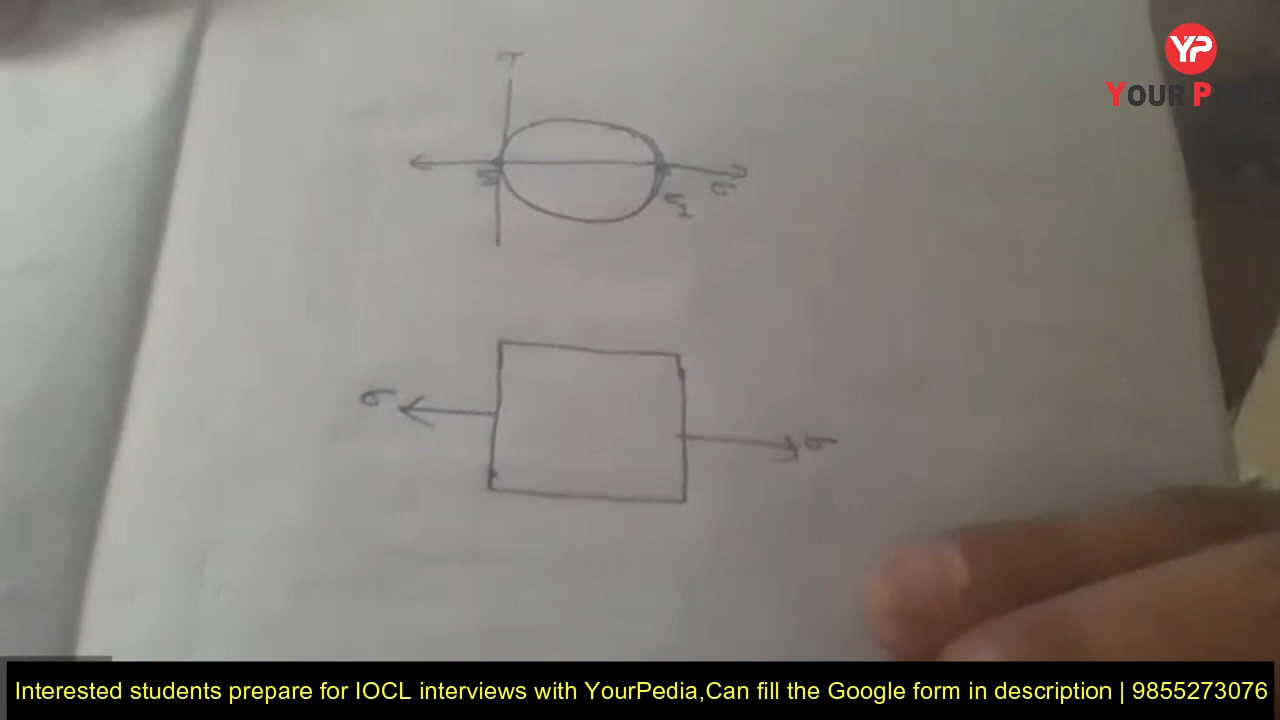 YP
YOUR PEDIA
τ
σ
σ1
σ
σ
Interested students prepare for IOCL interviews with YourPedia,Can fill the Google form in description | 9855273076